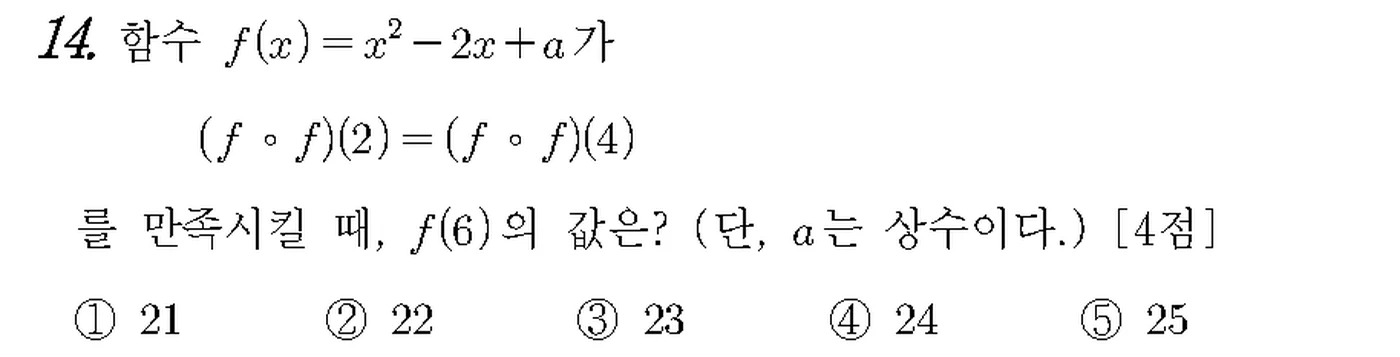 14. 함수 f(x)=x²-2x+a가
(f∘f)(2)=(f∘f)(4)
를 만족시킬 때, f(6)의 값은? (단, a는 상수이다.) [4점]
① 21 ② 22 ③ 23 ④ 24 ⑤ 25